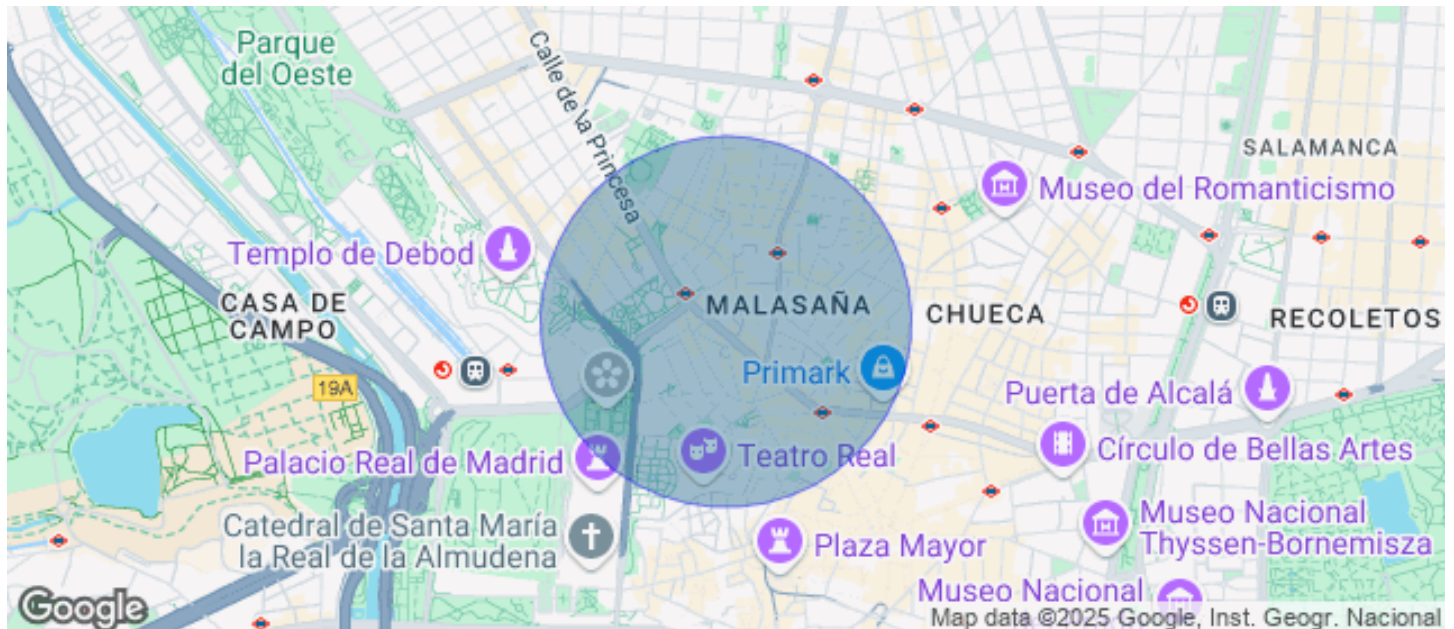 Parque
del Oeste
Calle de la Princesa
SALAMANCA
Museo del Romanticismo
Templo de Debod
CASA DE
CAMPO
MALASAÑA
CHUECA
RECOLETOS
19A
Primark
Puerta de Alcalá
Palacio Real de Madrid
Teatro Real
Círculo de Bellas Artes
Catedral de Santa María
la Real de la Almudena
Plaza Mayor
Museo Nacional
Thyssen-Bornemisza
Museo Nacional
Google
Map data ©2025 Google, Inst. Geogr. Nacional